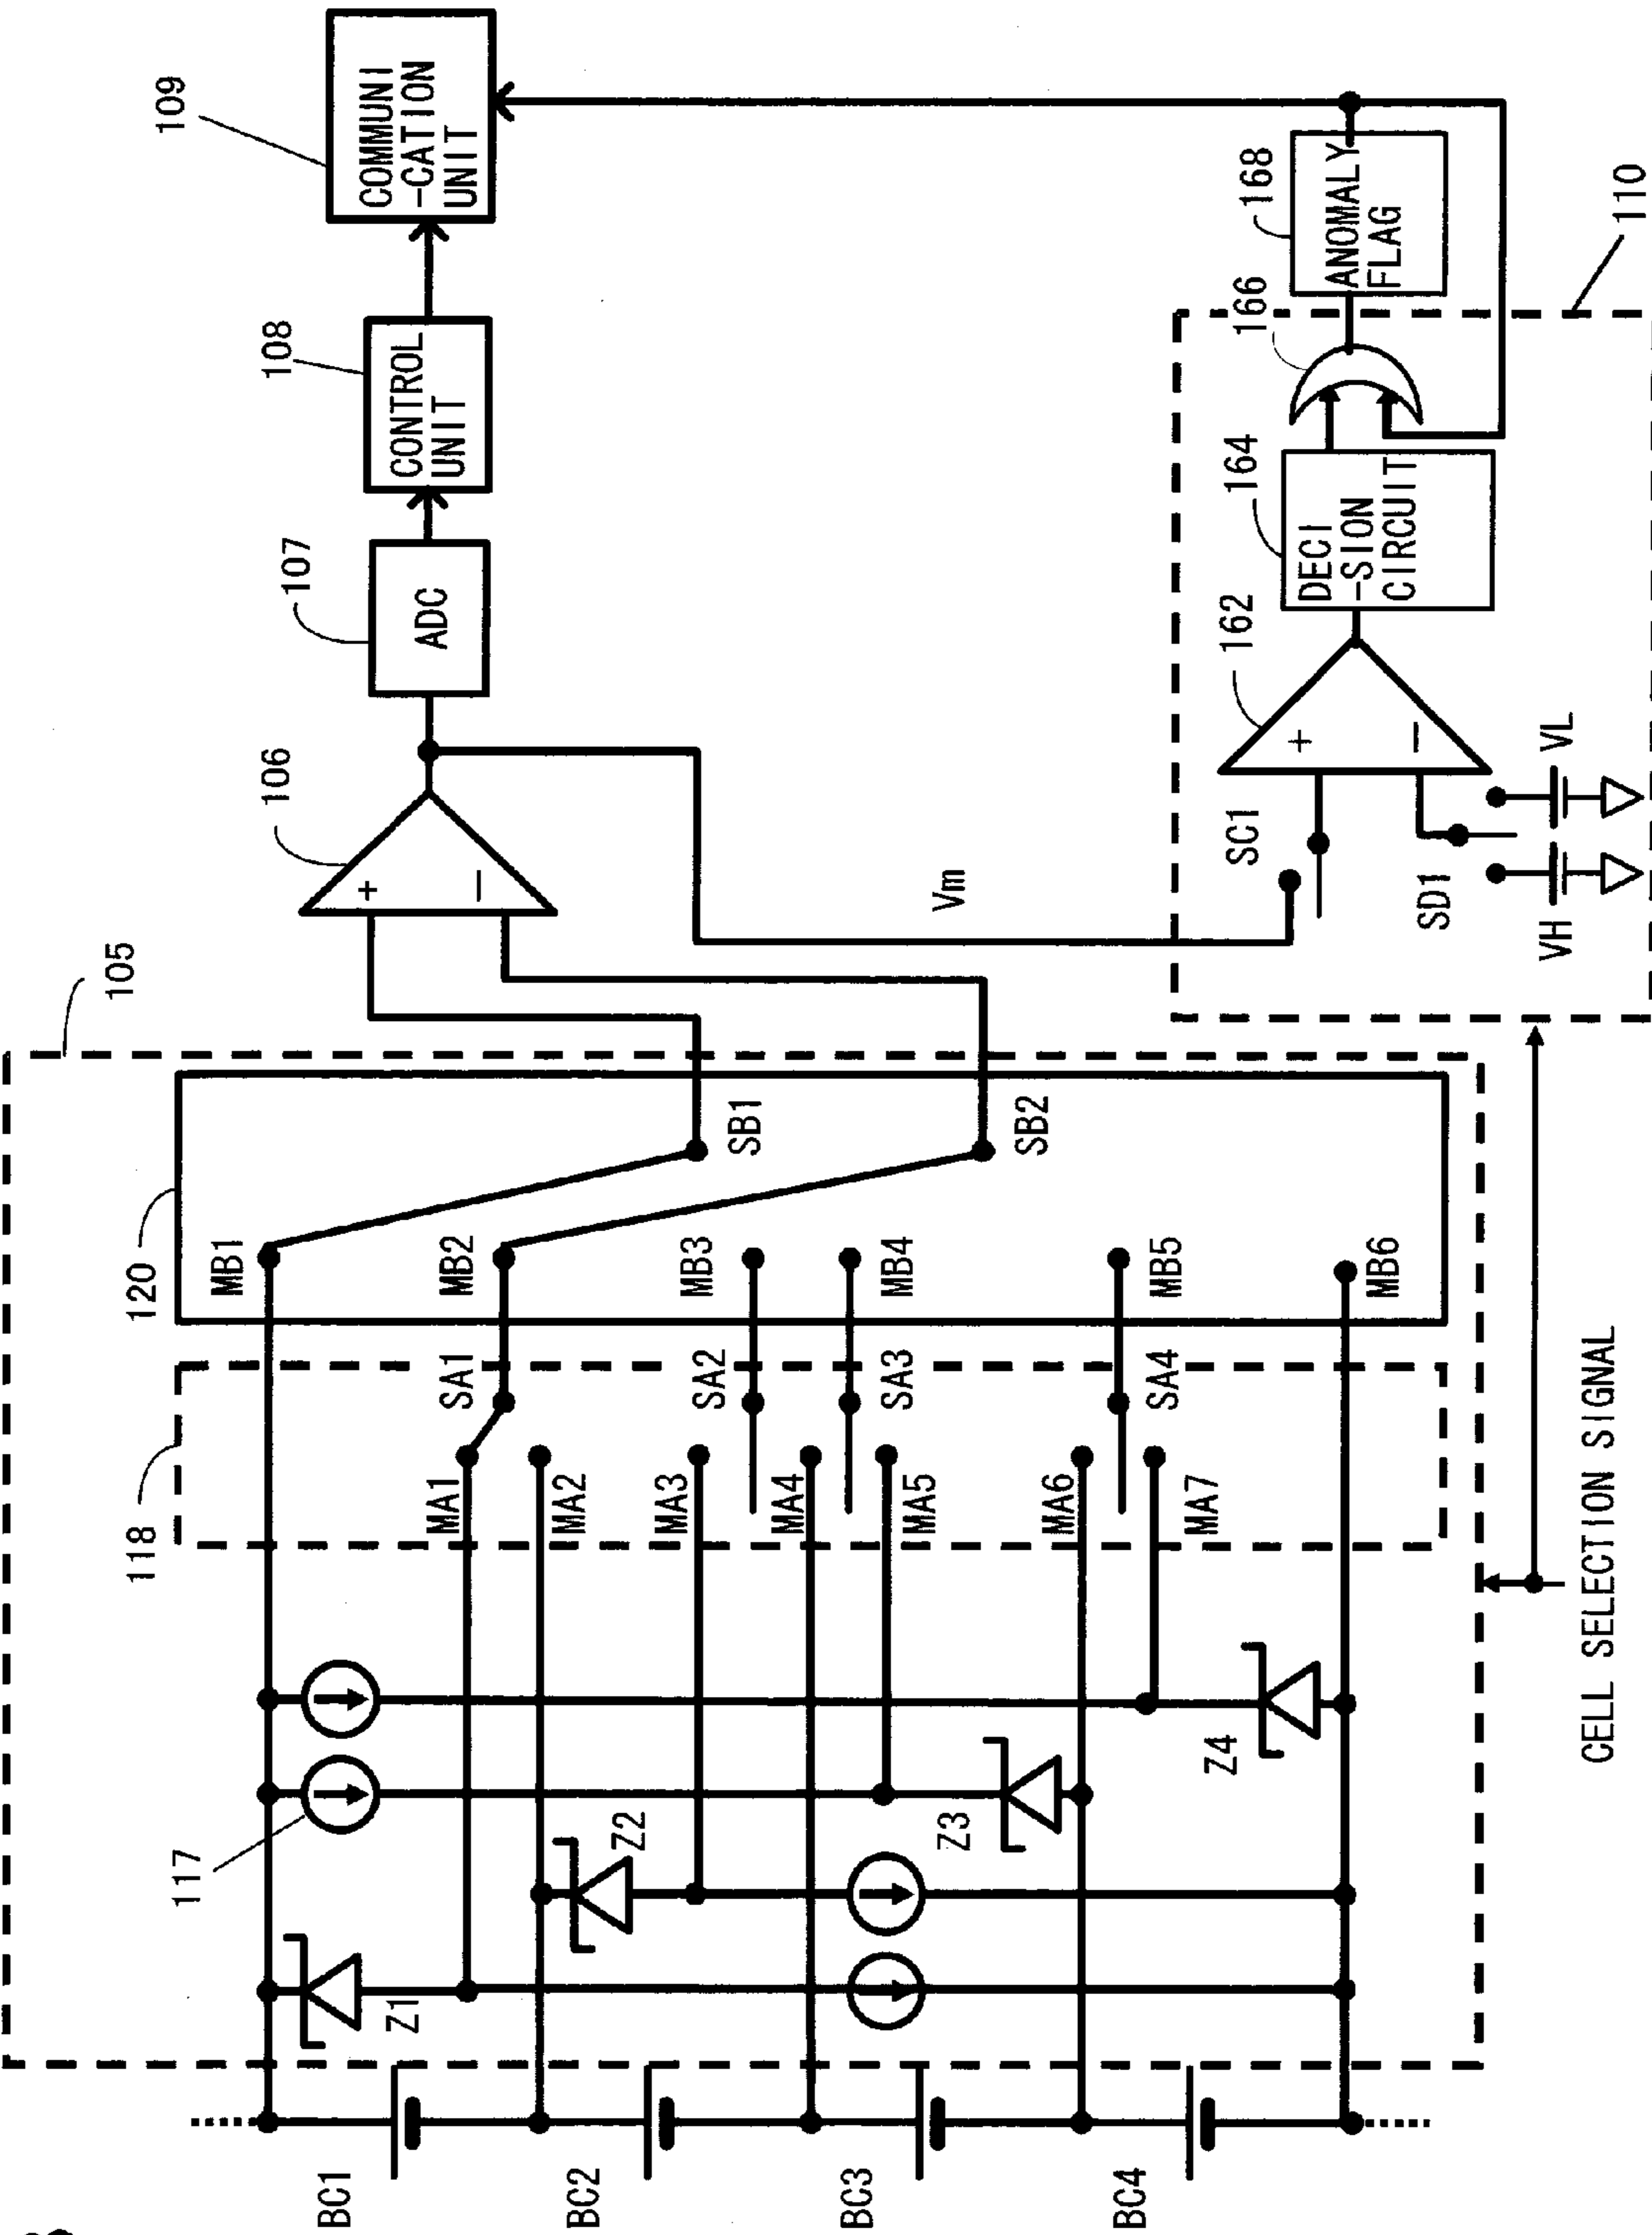 105
106
107
108
109
COMMUNI
-CATION
UNIT
CONTROL
UNIT
ADC
+
−
120
118
117
MB1
MB2
MB3
MB4
MB5
MB6
SB1
SB2
SA1
SA2
SA3
SA4
MA1
MA2
MA3
MA4
MA5
MA6
MA7
Z1
Z2
Z3
Z4
BC1
BC2
BC3
BC4
Vm
SC1
SD1
VH
VL
+
−
162
164
DECI
-SION
CIRCUIT
166
168
ANOMALY
FLAG
110
CELL SELECTION SIGNAL